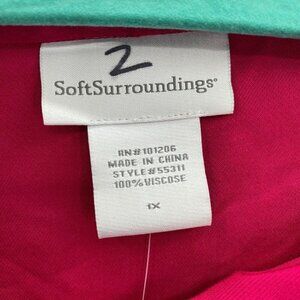 2
SoftSurroundings®
RN#101206
MADE IN CHINA
STYLE#55311
100%VISCOSE
1X